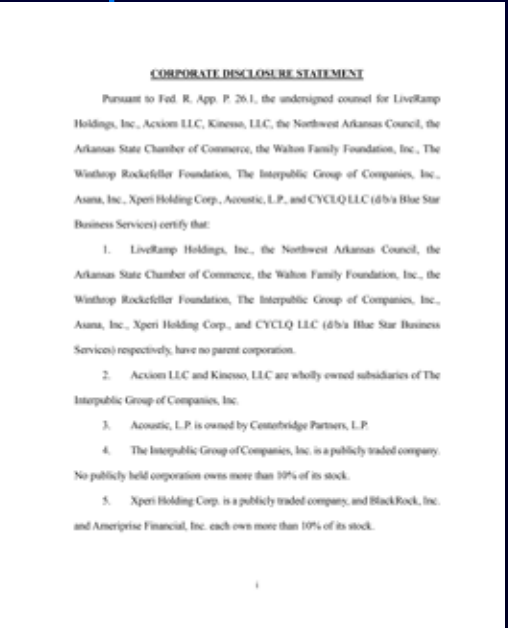 CORPORATE DISCLOSURE STATEMENT
Pursuant to Fed. R. App. P. 26.1, the undersigned counsel for LiveRamp
Holdings, Inc., Acxiom LLC, Kinesso, LLC, the Northwest Arkansas Council, the
Arkansas State Chamber of Commerce, the Walton Family Foundation, Inc., The
Winthrop Rockefeller Foundation, The Interpublic Group of Companies, Inc.,
Asana, Inc., Xperi Holding Corp., Acoustic, L.P., and CYCLQ LLC (d/b/a Blue Star
Business Services) certify that:
1. LiveRamp Holdings, Inc., the Northwest Arkansas Council, the
Arkansas State Chamber of Commerce, the Walton Family Foundation, Inc., the
Winthrop Rockefeller Foundation, The Interpublic Group of Companies, Inc.,
Asana, Inc., Xperi Holding Corp., and CYCLQ LLC (d/b/a Blue Star Business
Services) respectively, have no parent corporation.
2. Acxiom LLC and Kinesso, LLC are wholly owned subsidiaries of The
Interpublic Group of Companies, Inc.
3. Acoustic, L.P. is owned by Centerbridge Partners, L.P.
4. The Interpublic Group of Companies, Inc. is a publicly traded company.
No publicly held corporation owns more than 10% of its stock.
5. Xperi Holding Corp. is a publicly traded company, and BlackRock, Inc.
and Ameriprise Financial, Inc. each own more than 10% of its stock.
i